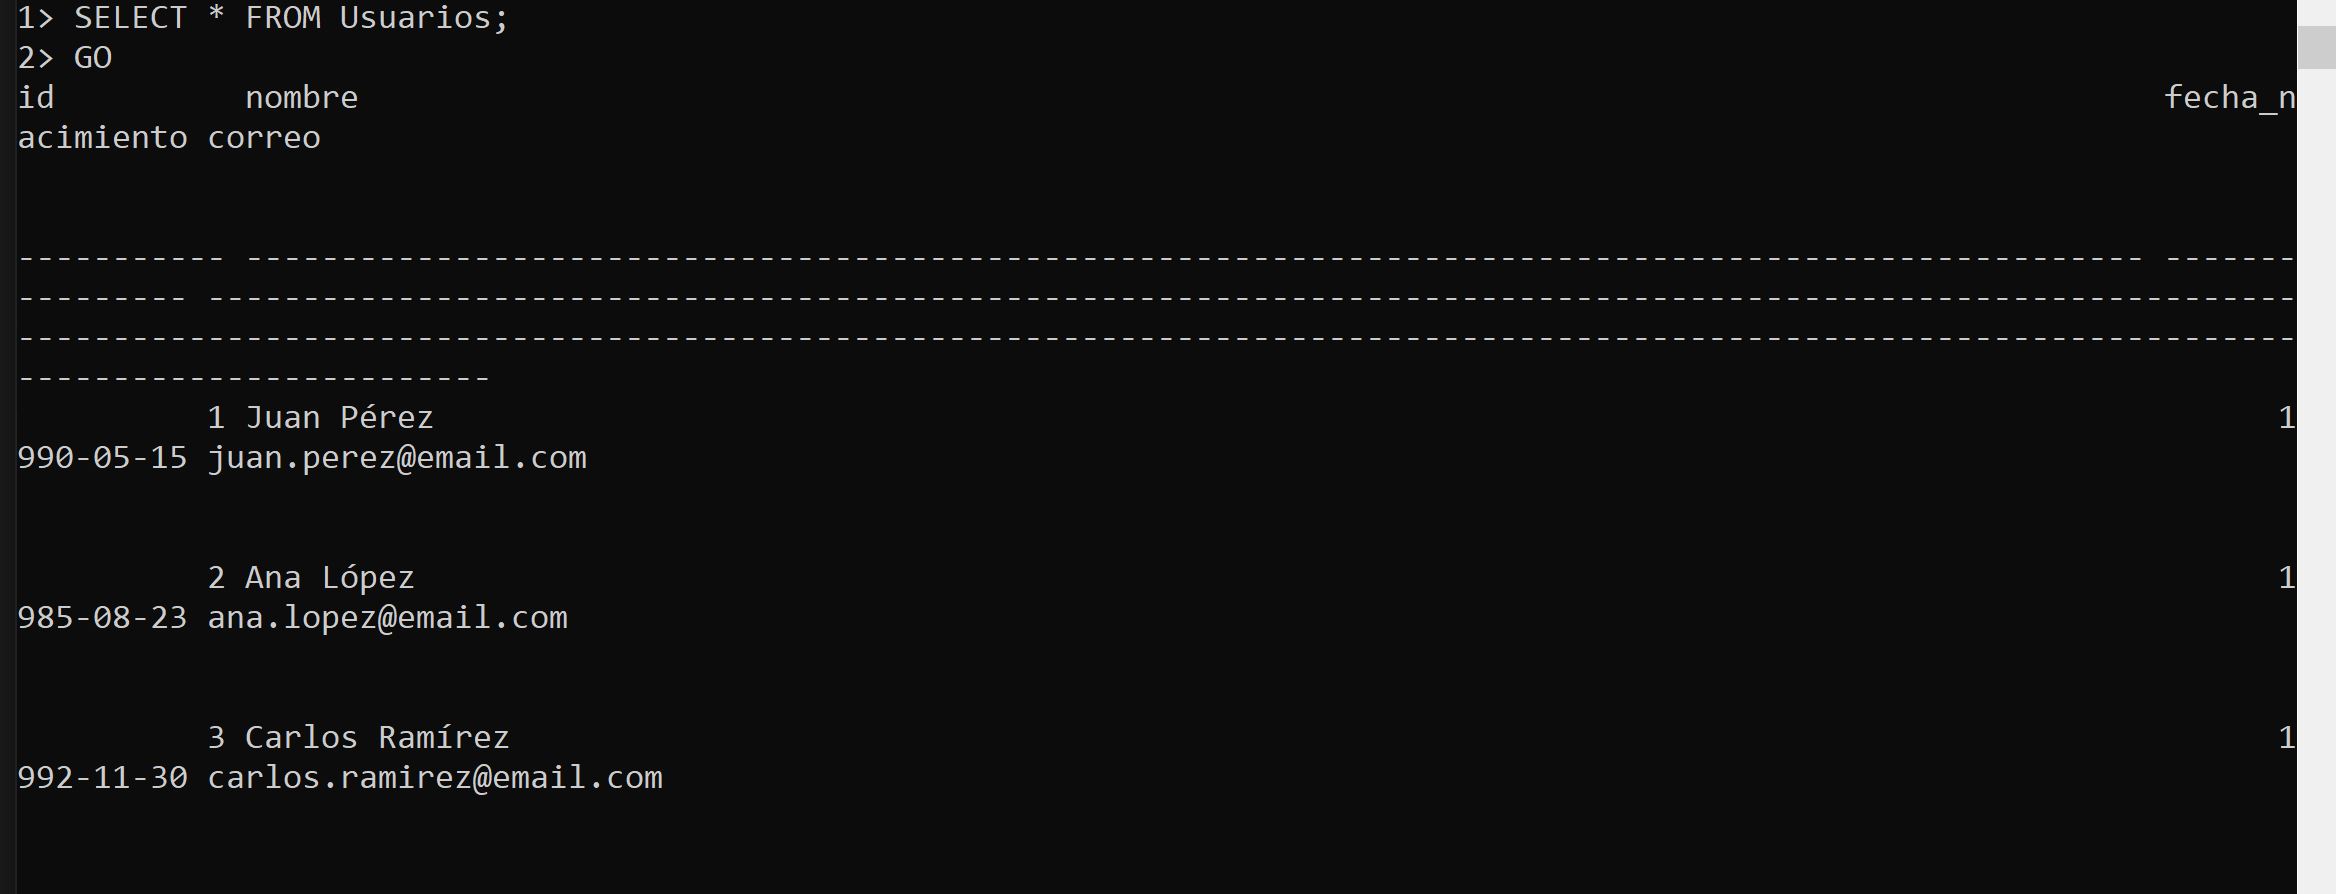 1> SELECT * FROM Usuarios;
2> GO
id          nombre                                                                                               fecha_n
acimiento correo
----------- ---------------------------------------------------------------------------------------------------- -------
--------- --------------------------------------------------------------------------------------------------------------
------------------------------------------------------------------------------------------------------------------------
-------------------------
          1 Juan Pérez                                                                                                 1
990-05-15 juan.perez@email.com
          2 Ana López                                                                                                  1
985-08-23 ana.lopez@email.com
          3 Carlos Ramírez                                                                                             1
992-11-30 carlos.ramirez@email.com